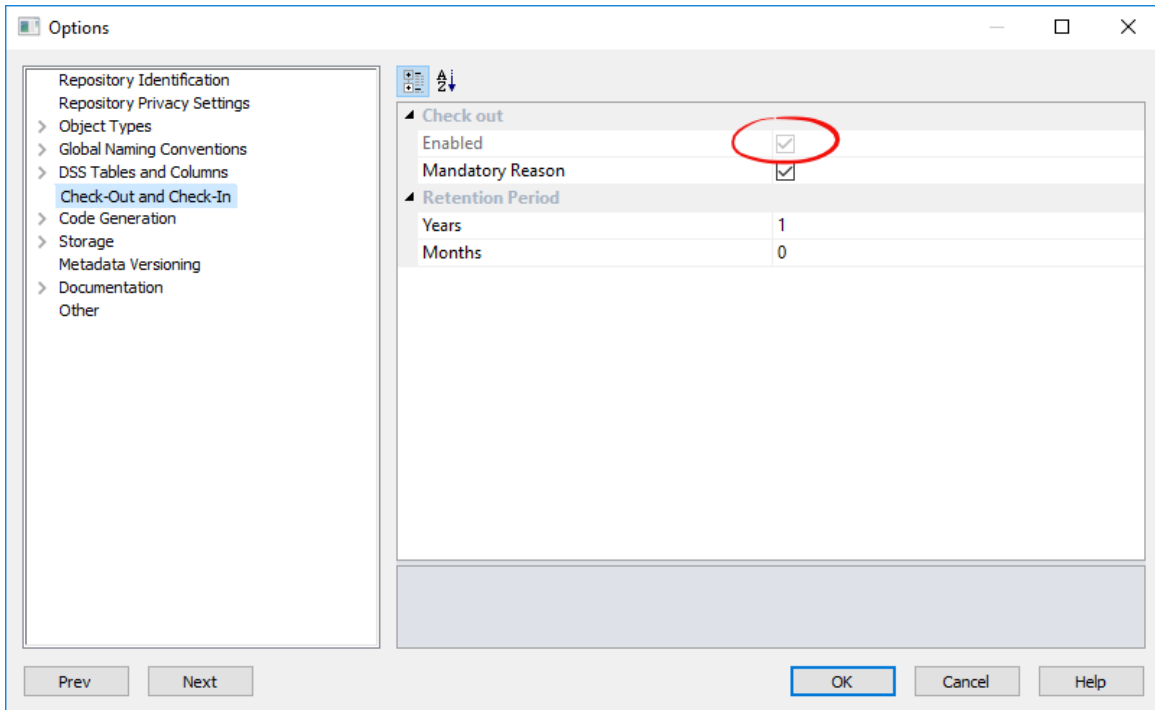 Options
Repository Identification
Repository Privacy Settings
Object Types
Global Naming Conventions
DSS Tables and Columns
Check-Out and Check-In
Code Generation
Storage
Metadata Versioning
Documentation
Other
Check out
Enabled
Mandatory Reason
Retention Period
Years 1
Months 0
Prev Next OK Cancel Help